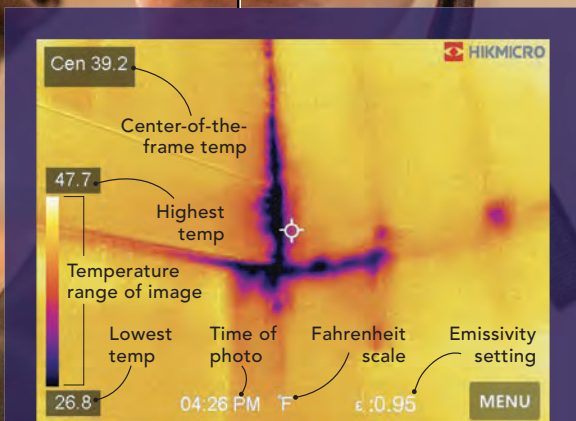 Cen 39.2
HIKMICRO
Center-of-the-
frame temp
47.7
Highest
temp
Temperature
range of image
Lowest
temp
Time of
photo
Fahrenheit
scale
Emissivity
setting
26.8
04:26 PM
°F
ε :0.95
MENU